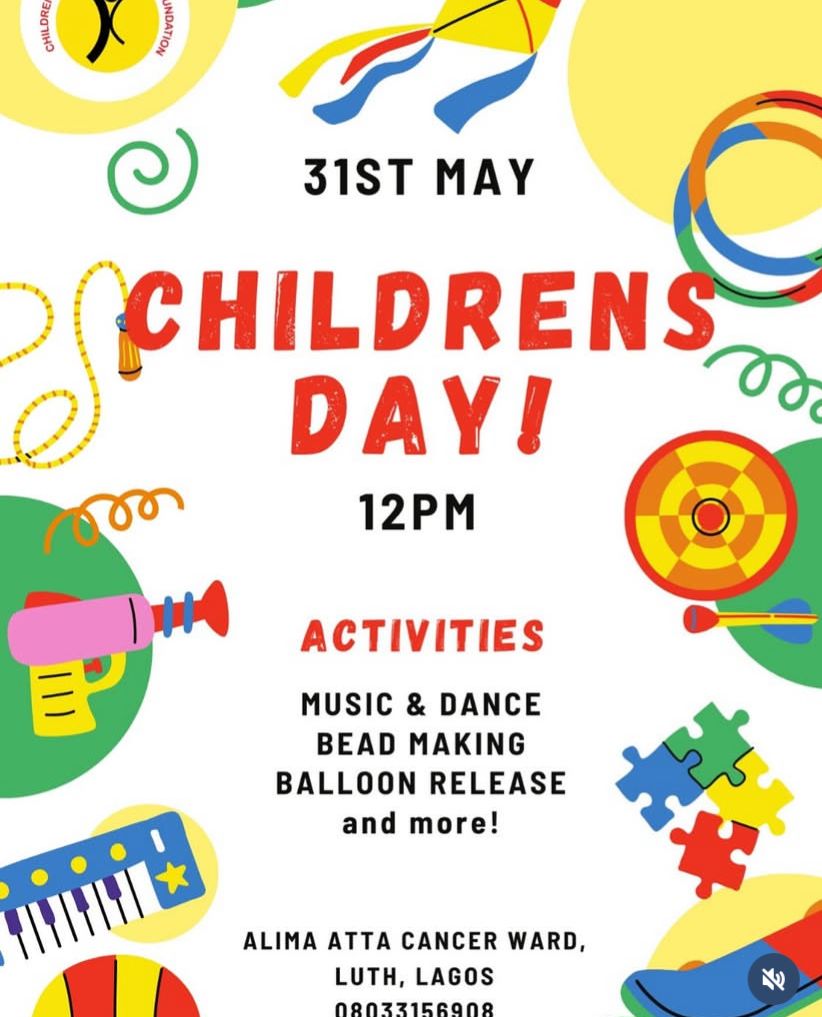 31ST MAY
CHILDRENS
DAY!
12PM
ACTIVITIES
MUSIC & DANCE
BEAD MAKING
BALLOON RELEASE
and more!
ALIMA ATTA CANCER WARD,
LUTH, LAGOS
08033156908